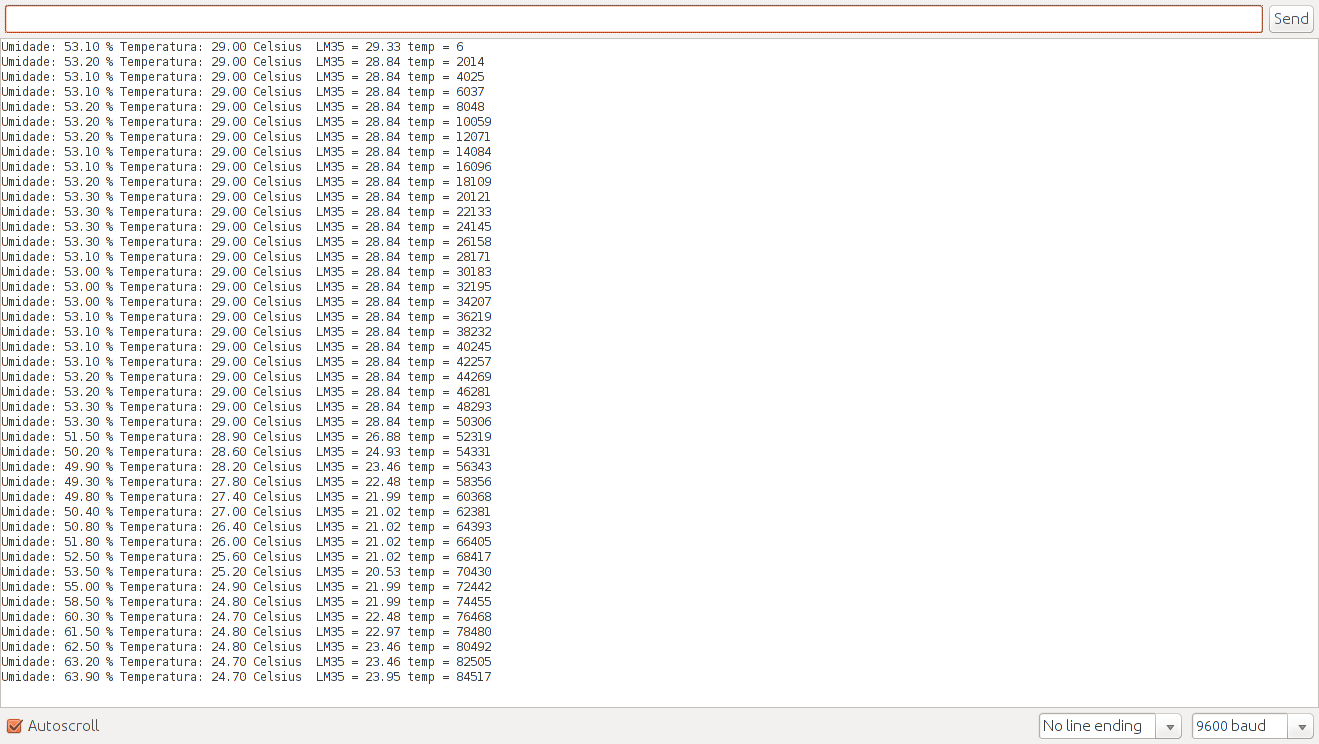 Send
Umidade: 53.10 % Temperatura: 29.00 Celsius  LM35 = 29.33 temp = 6
Umidade: 53.20 % Temperatura: 29.00 Celsius  LM35 = 28.84 temp = 2014
Umidade: 53.10 % Temperatura: 29.00 Celsius  LM35 = 28.84 temp = 4025
Umidade: 53.10 % Temperatura: 29.00 Celsius  LM35 = 28.84 temp = 6037
Umidade: 53.20 % Temperatura: 29.00 Celsius  LM35 = 28.84 temp = 8048
Umidade: 53.20 % Temperatura: 29.00 Celsius  LM35 = 28.84 temp = 10059
Umidade: 53.20 % Temperatura: 29.00 Celsius  LM35 = 28.84 temp = 12071
Umidade: 53.10 % Temperatura: 29.00 Celsius  LM35 = 28.84 temp = 14084
Umidade: 53.10 % Temperatura: 29.00 Celsius  LM35 = 28.84 temp = 16096
Umidade: 53.20 % Temperatura: 29.00 Celsius  LM35 = 28.84 temp = 18109
Umidade: 53.30 % Temperatura: 29.00 Celsius  LM35 = 28.84 temp = 20121
Umidade: 53.30 % Temperatura: 29.00 Celsius  LM35 = 28.84 temp = 22133
Umidade: 53.30 % Temperatura: 29.00 Celsius  LM35 = 28.84 temp = 24145
Umidade: 53.30 % Temperatura: 29.00 Celsius  LM35 = 28.84 temp = 26158
Umidade: 53.10 % Temperatura: 29.00 Celsius  LM35 = 28.84 temp = 28171
Umidade: 53.00 % Temperatura: 29.00 Celsius  LM35 = 28.84 temp = 30183
Umidade: 53.00 % Temperatura: 29.00 Celsius  LM35 = 28.84 temp = 32195
Umidade: 53.00 % Temperatura: 29.00 Celsius  LM35 = 28.84 temp = 34207
Umidade: 53.10 % Temperatura: 29.00 Celsius  LM35 = 28.84 temp = 36219
Umidade: 53.10 % Temperatura: 29.00 Celsius  LM35 = 28.84 temp = 38232
Umidade: 53.10 % Temperatura: 29.00 Celsius  LM35 = 28.84 temp = 40245
Umidade: 53.10 % Temperatura: 29.00 Celsius  LM35 = 28.84 temp = 42257
Umidade: 53.20 % Temperatura: 29.00 Celsius  LM35 = 28.84 temp = 44269
Umidade: 53.20 % Temperatura: 29.00 Celsius  LM35 = 28.84 temp = 46281
Umidade: 53.30 % Temperatura: 29.00 Celsius  LM35 = 28.84 temp = 48293
Umidade: 53.30 % Temperatura: 29.00 Celsius  LM35 = 28.84 temp = 50306
Umidade: 51.50 % Temperatura: 28.90 Celsius  LM35 = 26.88 temp = 52319
Umidade: 50.20 % Temperatura: 28.60 Celsius  LM35 = 24.93 temp = 54331
Umidade: 49.90 % Temperatura: 28.20 Celsius  LM35 = 23.46 temp = 56343
Umidade: 49.30 % Temperatura: 27.80 Celsius  LM35 = 22.48 temp = 58356
Umidade: 49.80 % Temperatura: 27.40 Celsius  LM35 = 21.99 temp = 60368
Umidade: 50.40 % Temperatura: 27.00 Celsius  LM35 = 21.02 temp = 62381
Umidade: 50.80 % Temperatura: 26.40 Celsius  LM35 = 21.02 temp = 64393
Umidade: 51.80 % Temperatura: 26.00 Celsius  LM35 = 21.02 temp = 66405
Umidade: 52.50 % Temperatura: 25.60 Celsius  LM35 = 21.02 temp = 68417
Umidade: 53.50 % Temperatura: 25.20 Celsius  LM35 = 20.53 temp = 70430
Umidade: 55.00 % Temperatura: 24.90 Celsius  LM35 = 21.99 temp = 72442
Umidade: 58.50 % Temperatura: 24.80 Celsius  LM35 = 21.99 temp = 74455
Umidade: 60.30 % Temperatura: 24.70 Celsius  LM35 = 22.48 temp = 76468
Umidade: 61.50 % Temperatura: 24.80 Celsius  LM35 = 22.97 temp = 78480
Umidade: 62.50 % Temperatura: 24.80 Celsius  LM35 = 23.46 temp = 80492
Umidade: 63.20 % Temperatura: 24.70 Celsius  LM35 = 23.46 temp = 82505
Umidade: 63.90 % Temperatura: 24.70 Celsius  LM35 = 23.95 temp = 84517
Autoscroll
No line ending
9600 baud